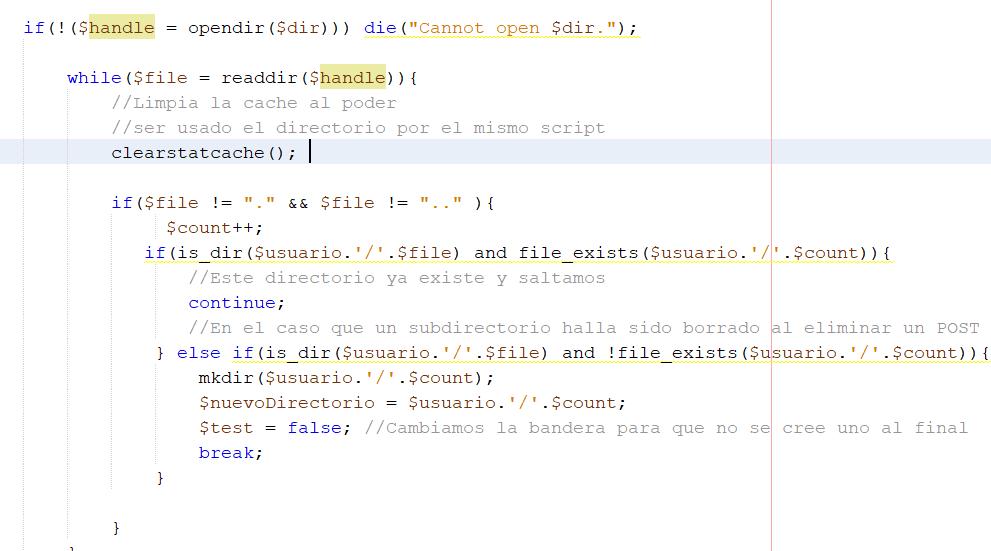 if(!($handle = opendir($dir))) die("Cannot open $dir.");
while($file = readdir($handle)){
//Limpia la cache al poder
//ser usado el directorio por el mismo script
clearstatcache();
if($file != "." && $file != ".." ){
$count++;
if(is_dir($usuario.'/'.$file) and file_exists($usuario.'/'.$count)){
//Este directorio ya existe y saltamos
continue;
//En el caso que un subdirectorio halla sido borrado al eliminar un POST
} else if(is_dir($usuario.'/'.$file) and !file_exists($usuario.'/'.$count)){
mkdir($usuario.'/'.$count);
$nuevoDirectorio = $usuario.'/'.$count;
$test = false; //Cambiamos la bandera para que no se cree uno al final
break;
}
}
}